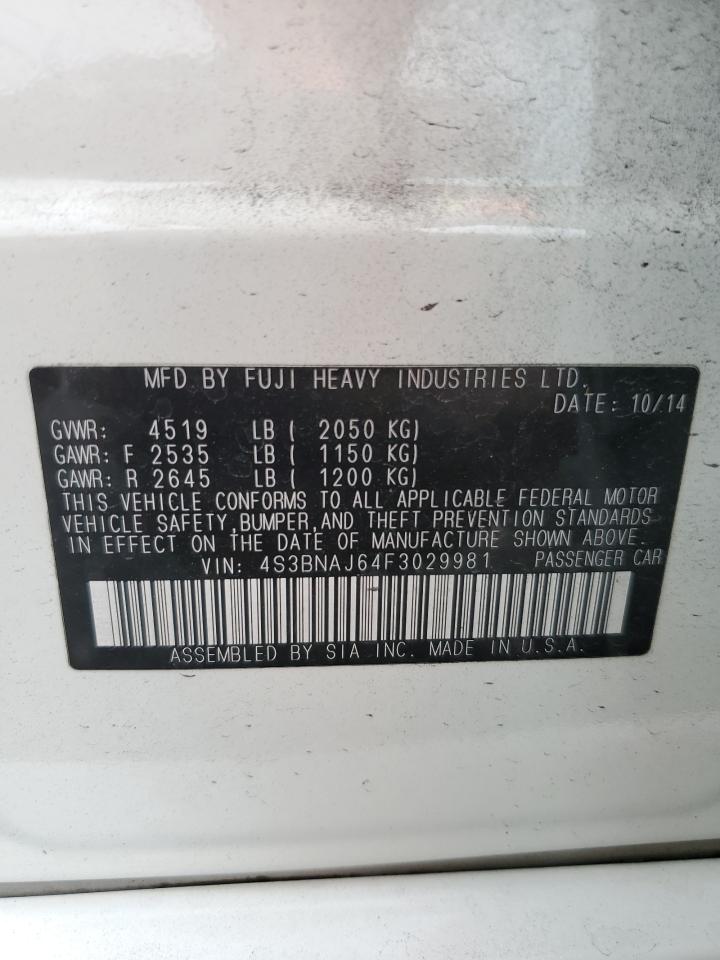 MFD BY FUJI HEAVY INDUSTRIES LTD.
DATE: 10/14
GVWR: 4519 LB ( 2050 KG)
GAWR: F 2535 LB ( 1150 KG)
GAWR: R 2645 LB ( 1200 KG)
THIS VEHICLE CONFORMS TO ALL APPLICABLE FEDERAL MOTOR
VEHICLE SAFETY,BUMPER,AND THEFT PREVENTION STANDARDS
IN EFFECT ON THE DATE OF MANUFACTURE SHOWN ABOVE.
VIN: 4S3BNAJ64F3029981 PASSENGER CAR
ASSEMBLED BY SIA INC. MADE IN U.S.A.